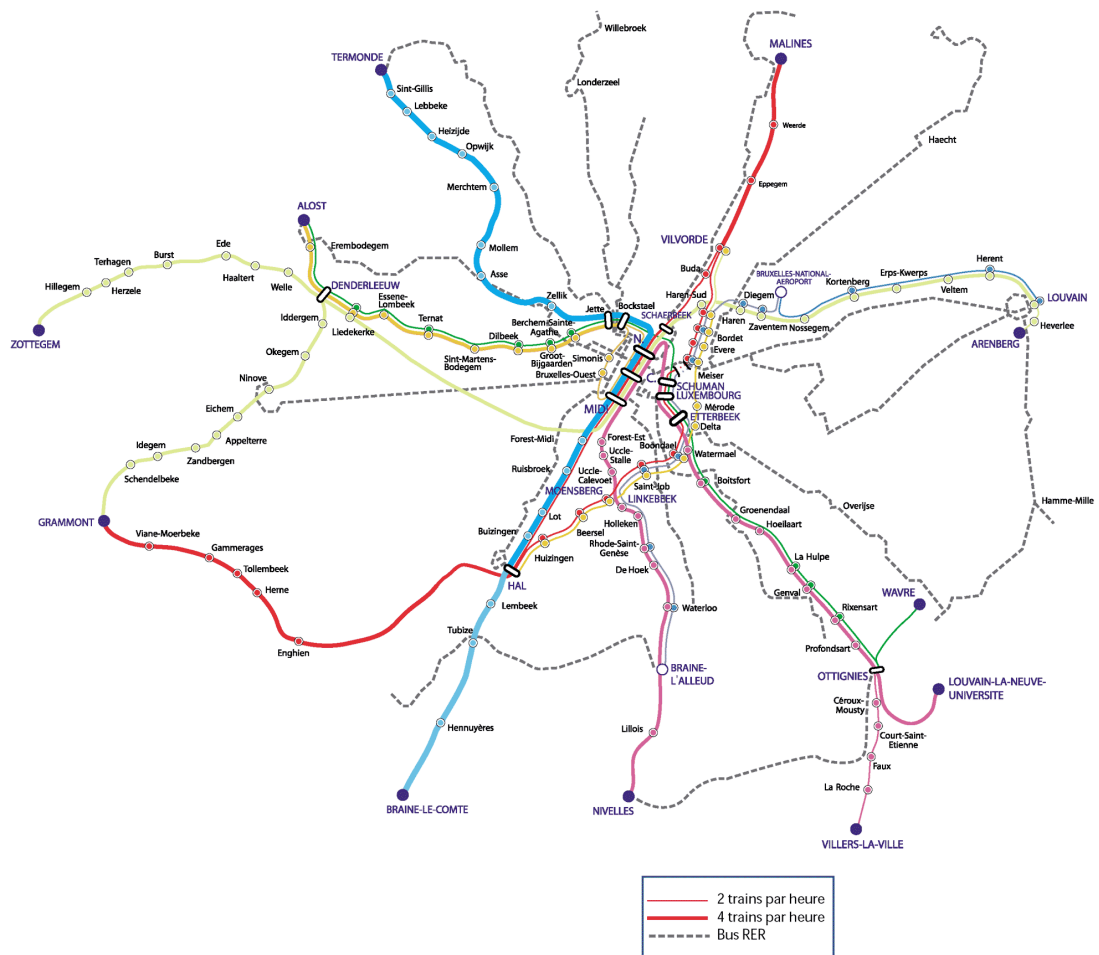 Willebroek
TERMONDE
MALINES
Sint-Gillis
Londerzeel
Lebbeke
Weerde
Heizijde
Opwijk
Haecht
Merchtem
Eppegem
ALOST
Ede
Burst
Terhagen
Erembodegem
Mollem
VILVORDE
Haaltert
Hillegem
Herzele
Welle
Asse
Buda
BRUXELLES-NATIONAL-
AEROPORT
Kortenberg
Erps-Kwerps
Herent
Veltem
DENDERLEEUW
Essene-
Lombeek
Zellik
Jette
Bockstael
SCHAERBEEK
Haren-Sud
Diegem
LOUVAIN
Iddergem
Liedekerke
Ternat
Dilbeek
Berchem-Sainte-
Agathe
Haren
Zaventem
Nossegem
Heverlee
ZOTTEGEM
ARENBERG
Okegem
Sint-Martens-
Bodegem
Groot-
Bijgaarden
Simonis
Bruxelles-Ouest
N.
Bordet
Evere
Meiser
C.
SCHUMAN
LUXEMBOURG
ETTERBEEK
Ninove
MIDI
Mérode
Delta
Eichem
Appelterre
Idegem
Zandbergen
Schendelbeke
Forest-Midi
Forest-Est
Uccle-
Stalle
Boondael
Watermael
Ruisbroek
Uccle-
Calevoet
Saint-Job
Boitsfort
MOENSBERG
LINKEBEEK
GRAMMONT
Lot
Holleken
Groenendaal
Hoeilaart
Overijse
Hamme-Mille
Viane-Moerbeke
Buizingen
Beersel
Gammerages
Huizingen
Rhode-Saint-
Genèse
Tollembeek
De Hoek
La Hulpe
Herne
HAL
Genval
WAVRE
Lembeek
Waterloo
Rixensart
Enghien
Tubize
Profondsart
BRAINE-
L'ALLEUD
OTTIGNIES
LOUVAIN-LA-NEUVE-
UNIVERSITE
Céroux-
Mousty
Hennuyères
Lillois
Court-Saint-
Etienne
Faux
La Roche
BRAINE-LE-COMTE
NIVELLES
VILLERS-LA-VILLE
2 trains par heure
4 trains par heure
Bus RER